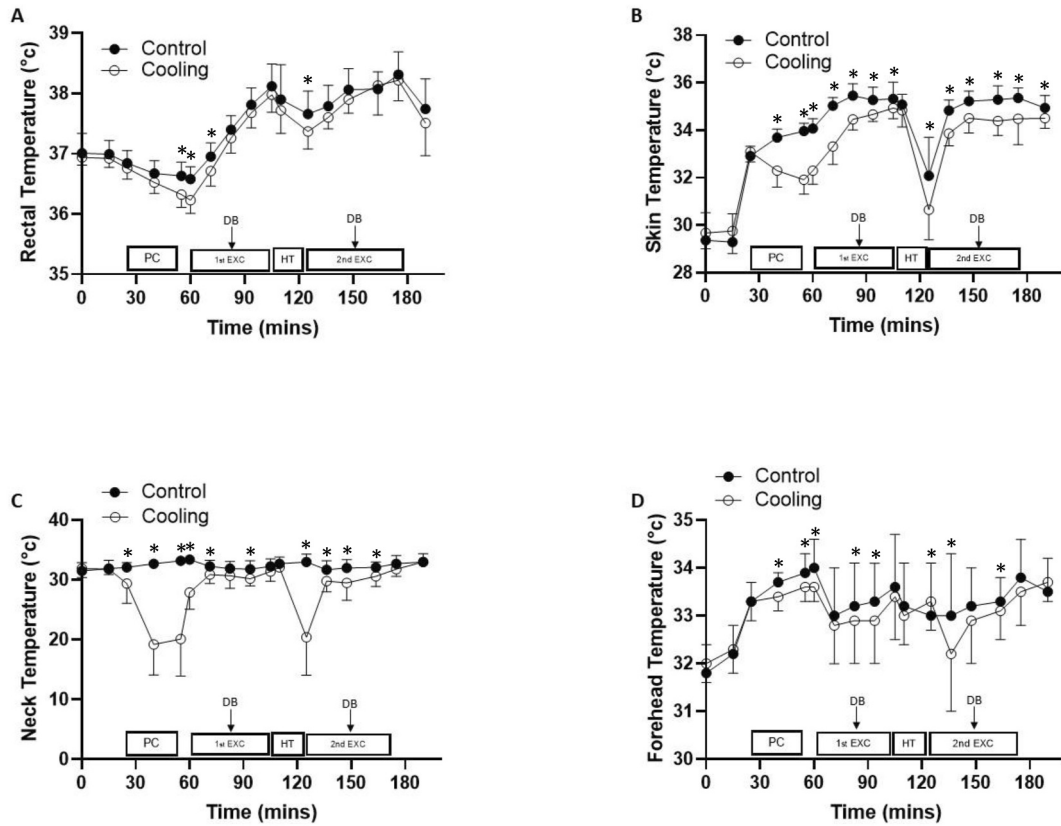 A
Control
Cooling
Rectal Temperature (°c)
38
37
36
35
* * * *
DB
DB
PC
1st EXC
HT
2nd EXC
0 30 60 90 120 150 180
Time (mins)
B
Control
Cooling
Skin Temperature (°c)
38
36
34
32
30
28
* * * * * * * * * * * * *
DB
DB
PC
1st EXC
HT
2nd EXC
0 30 60 90 120 150 180
Time (mins)
C
Control
Cooling
Neck Temperature (°c)
40
30
20
10
0
* * * * * * * * * *
DB
DB
PC
1st EXC
HT
2nd EXC
0 30 60 90 120 150 180
Time (mins)
D
Control
Cooling
Forehead Temperature (°c)
35
34
33
32
31
30
* * * * * * * *
DB
DB
PC
1st EXC
HT
2nd EXC
0 30 60 90 120 150 180
Time (mins)